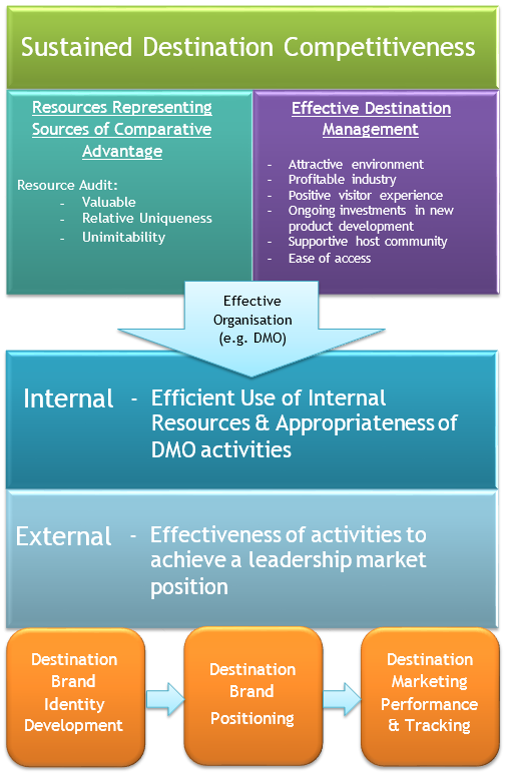 Sustained Destination Competitiveness
Resources Representing
Sources of Comparative
Advantage
Resource Audit:
- Valuable
- Relative Uniqueness
- Unimitability
Effective Destination
Management
- Attractive environment
- Profitable industry
- Positive visitor experience
- Ongoing investments in new
product development
- Supportive host community
- Ease of access
Effective
Organisation
(e.g. DMO)
Internal - Efficient Use of Internal
Resources & Appropriateness of
DMO activities
External - Effectiveness of activities to
achieve a leadership market
position
Destination
Brand
Identity
Development
Destination
Brand
Positioning
Destination
Marketing
Performance
& Tracking